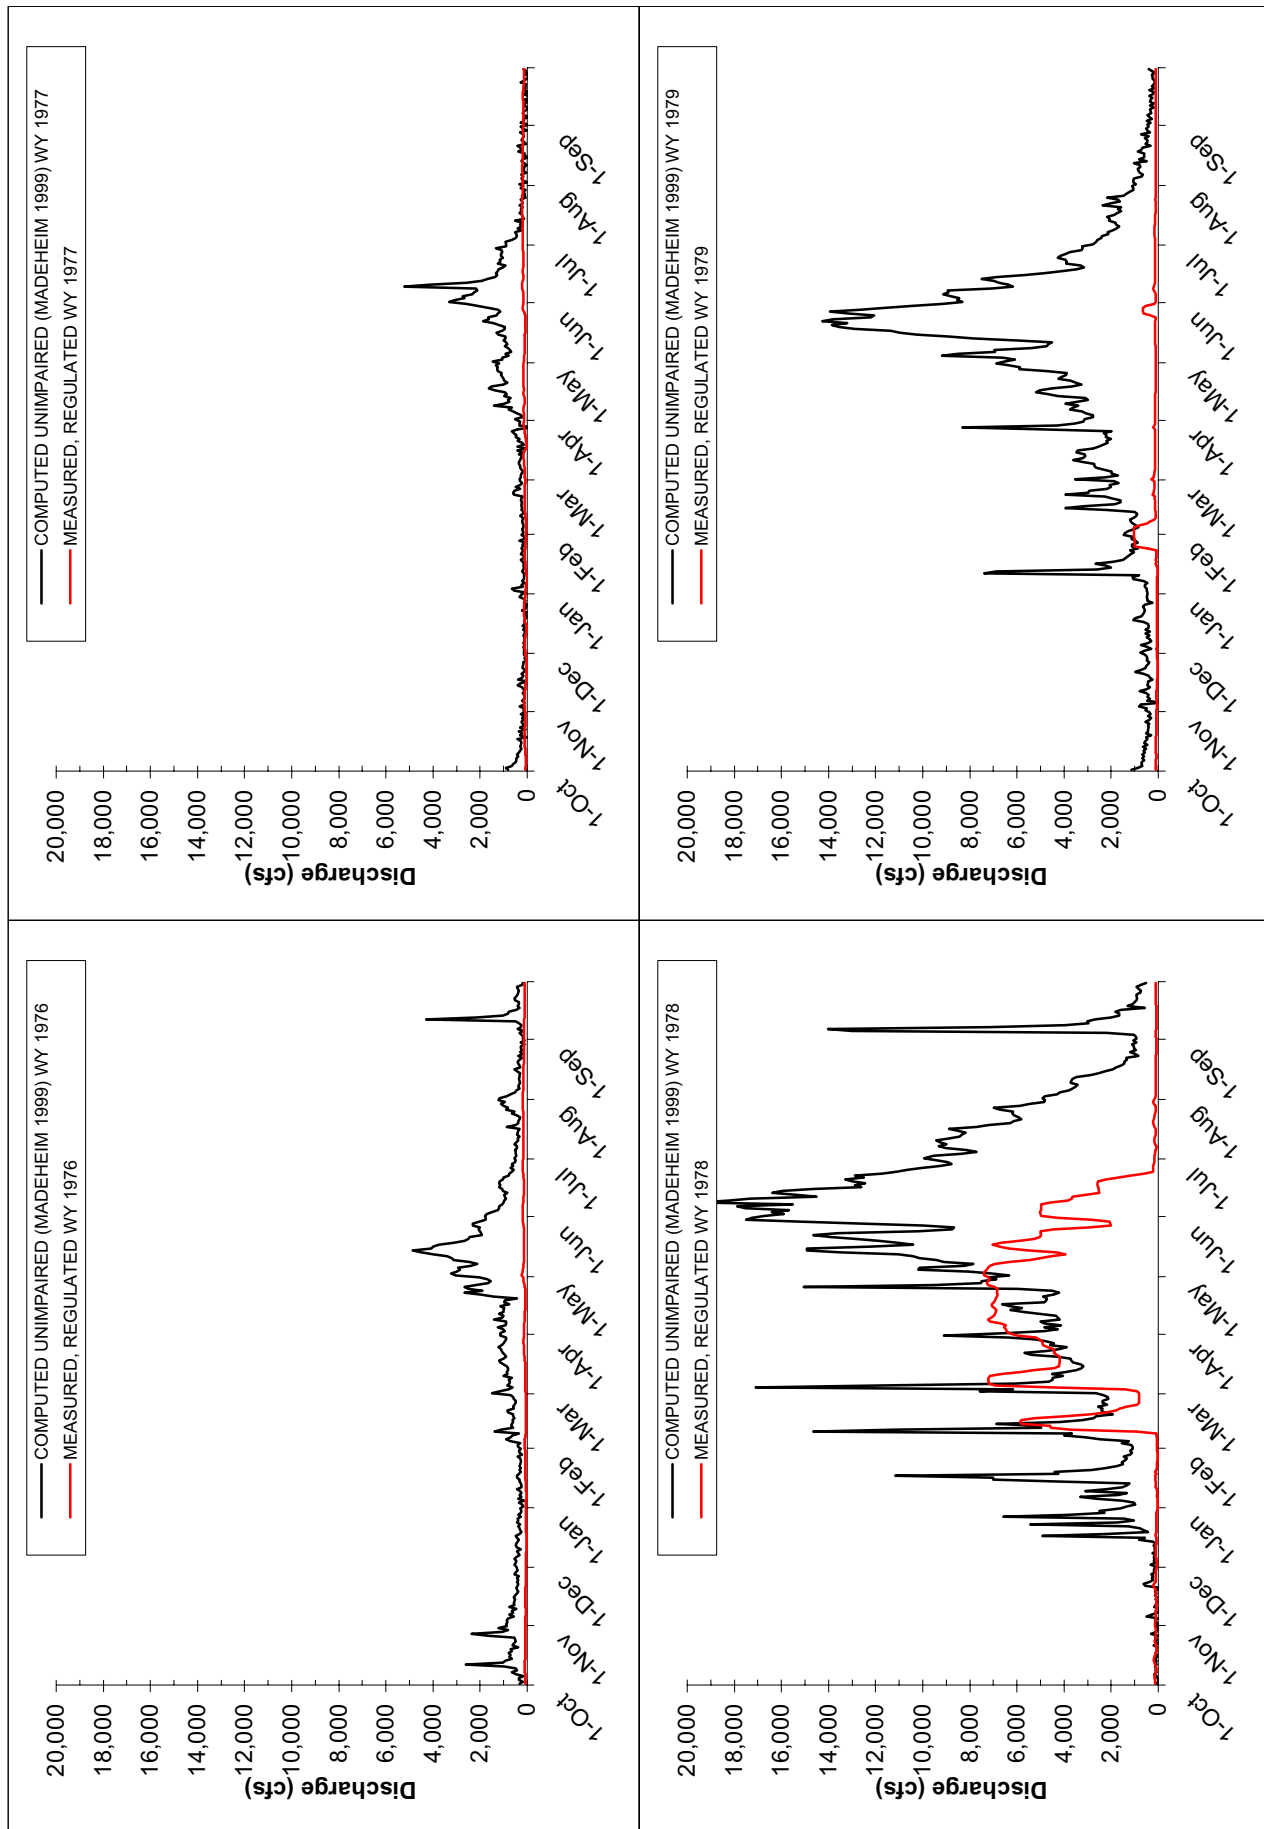 COMPUTED UNIMPAIRED (MADEHEIM 1999) WY 1976
MEASURED, REGULATED WY 1976
Discharge (cfs)
20,000
18,000
16,000
14,000
12,000
10,000
8,000
6,000
4,000
2,000
0
1-Oct
1-Nov
1-Dec
1-Jan
1-Feb
1-Mar
1-Apr
1-May
1-Jun
1-Jul
1-Aug
1-Sep
COMPUTED UNIMPAIRED (MADEHEIM 1999) WY 1977
MEASURED, REGULATED WY 1977
Discharge (cfs)
20,000
18,000
16,000
14,000
12,000
10,000
8,000
6,000
4,000
2,000
0
1-Oct
1-Nov
1-Dec
1-Jan
1-Feb
1-Mar
1-Apr
1-May
1-Jun
1-Jul
1-Aug
1-Sep
COMPUTED UNIMPAIRED (MADEHEIM 1999) WY 1978
MEASURED, REGULATED WY 1978
Discharge (cfs)
20,000
18,000
16,000
14,000
12,000
10,000
8,000
6,000
4,000
2,000
0
1-Oct
1-Nov
1-Dec
1-Jan
1-Feb
1-Mar
1-Apr
1-May
1-Jun
1-Jul
1-Aug
1-Sep
COMPUTED UNIMPAIRED (MADEHEIM 1999) WY 1979
MEASURED, REGULATED WY 1979
Discharge (cfs)
20,000
18,000
16,000
14,000
12,000
10,000
8,000
6,000
4,000
2,000
0
1-Oct
1-Nov
1-Dec
1-Jan
1-Feb
1-Mar
1-Apr
1-May
1-Jun
1-Jul
1-Aug
1-Sep